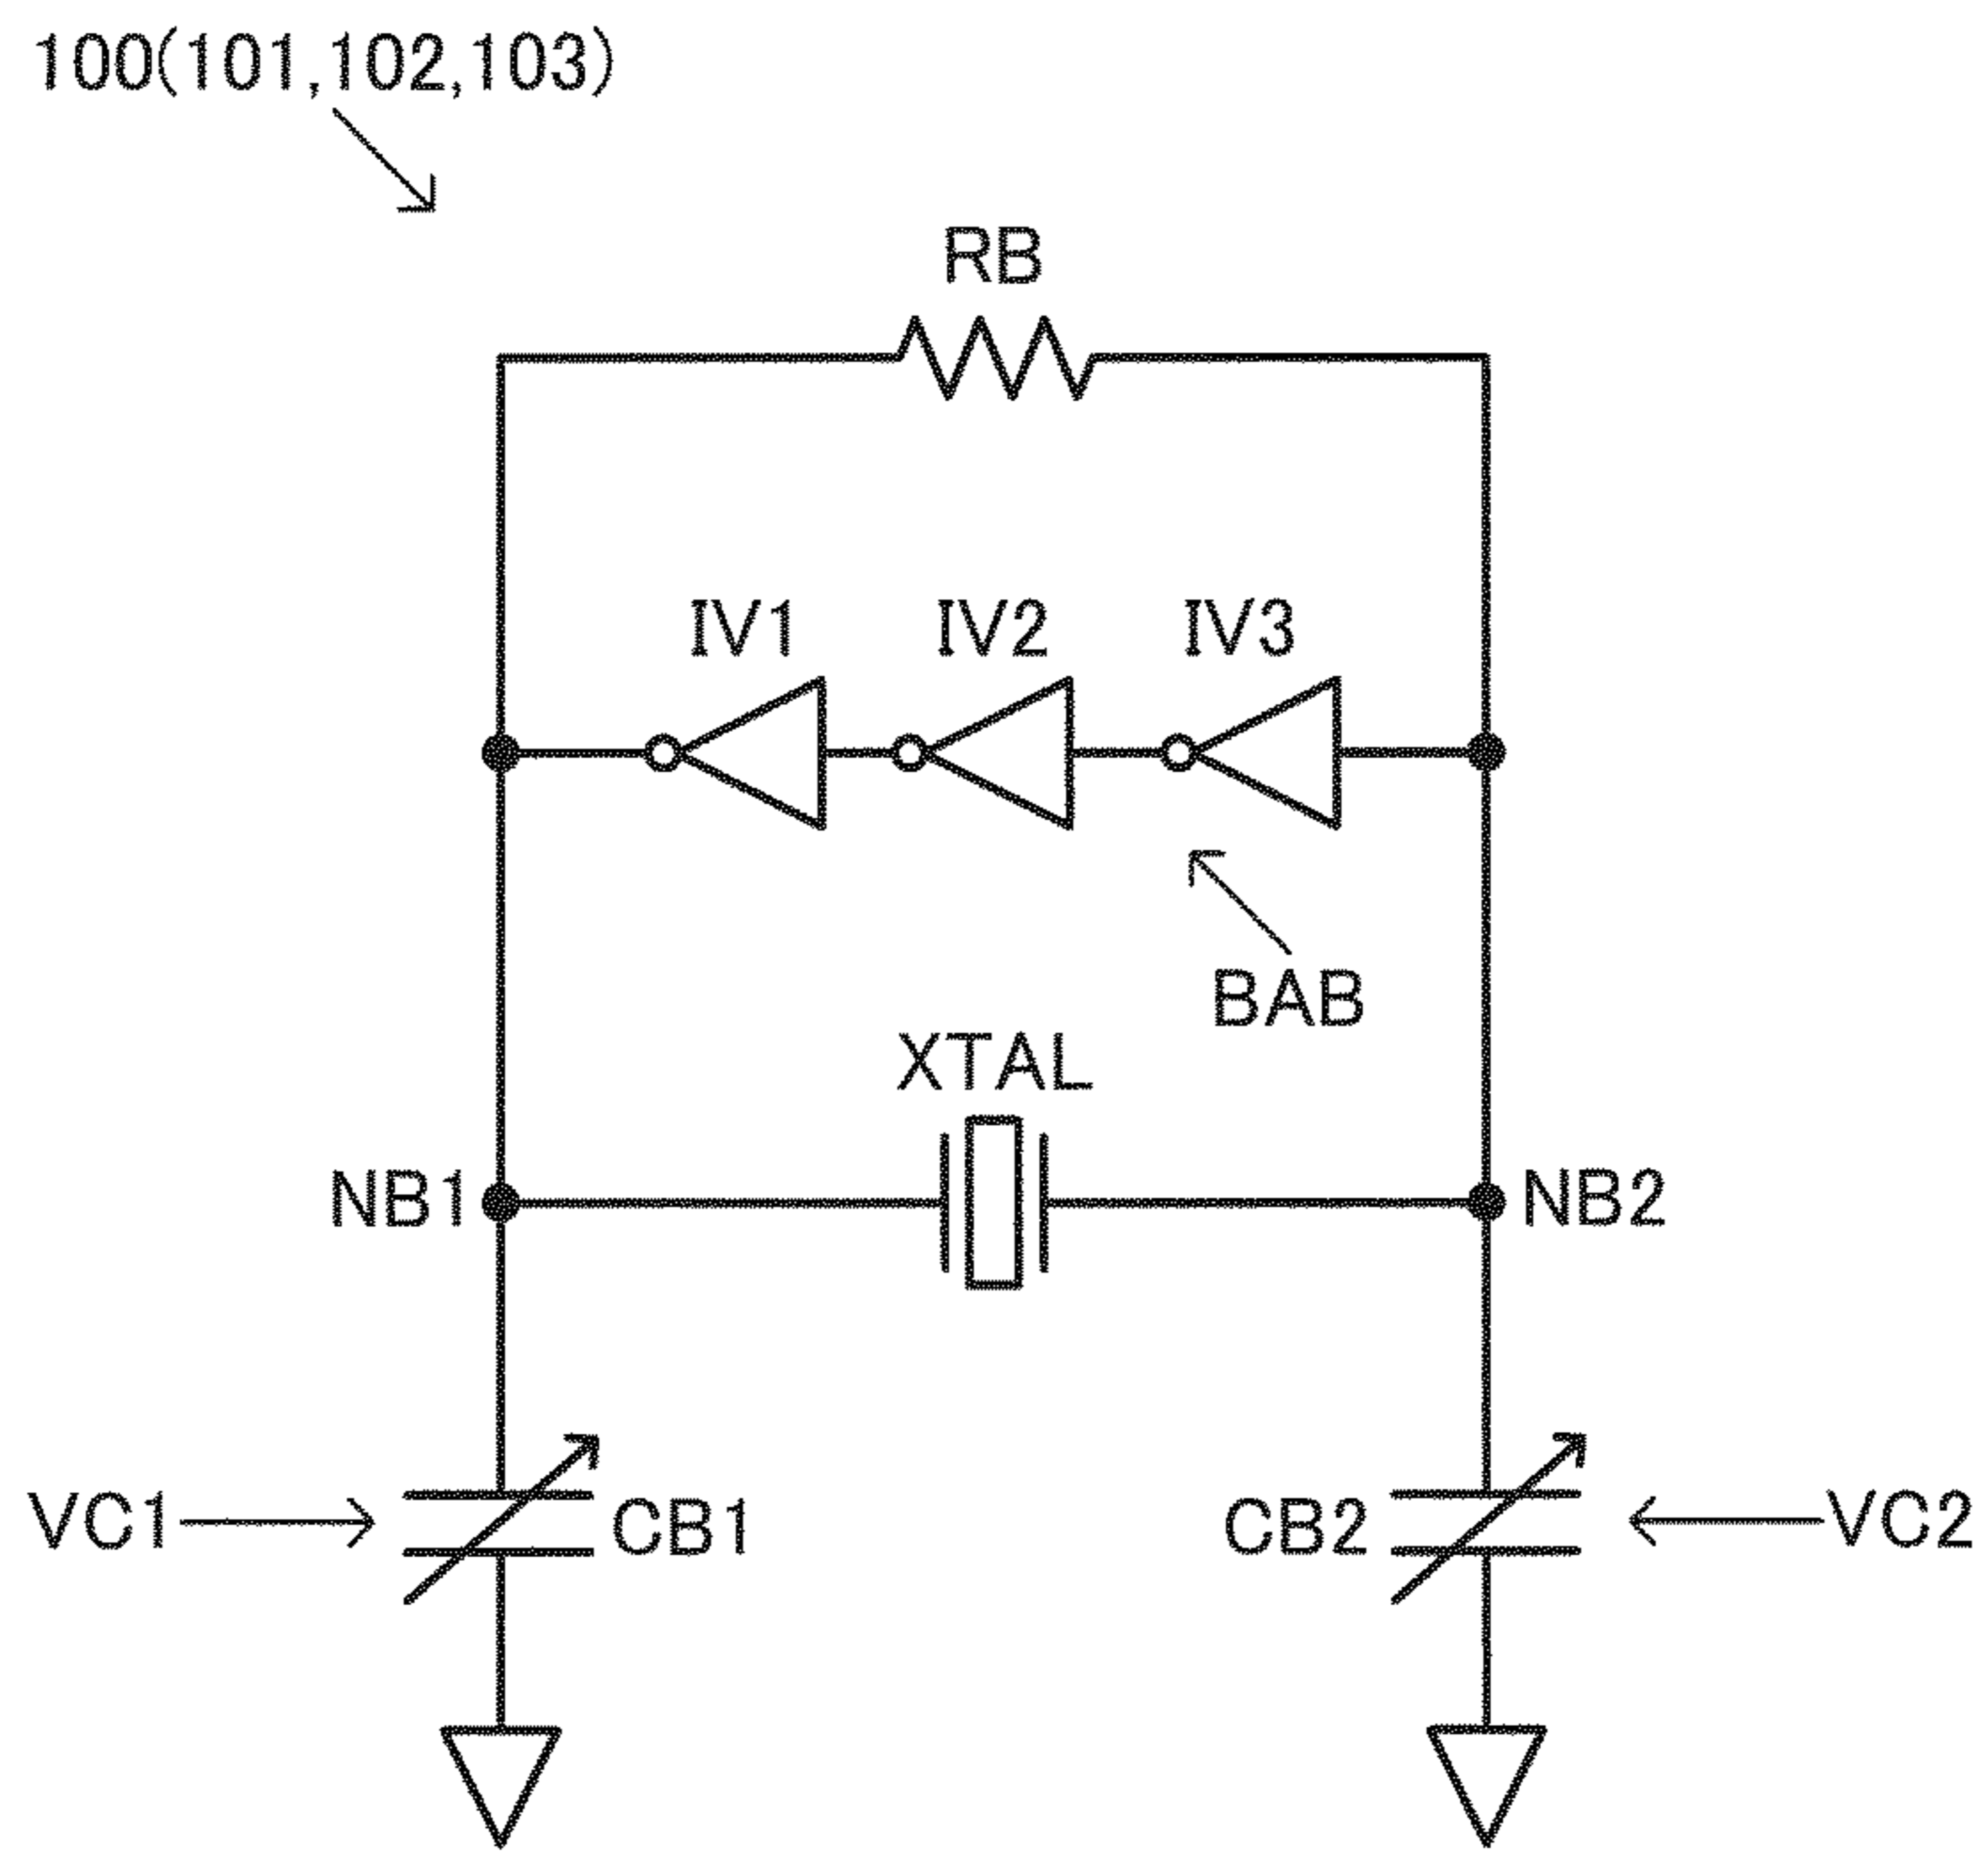 100(101,102,103)
RB
IV1 IV2 IV3
BAB
XTAL
NB1 NB2
VC1 CB1 CB2 VC2